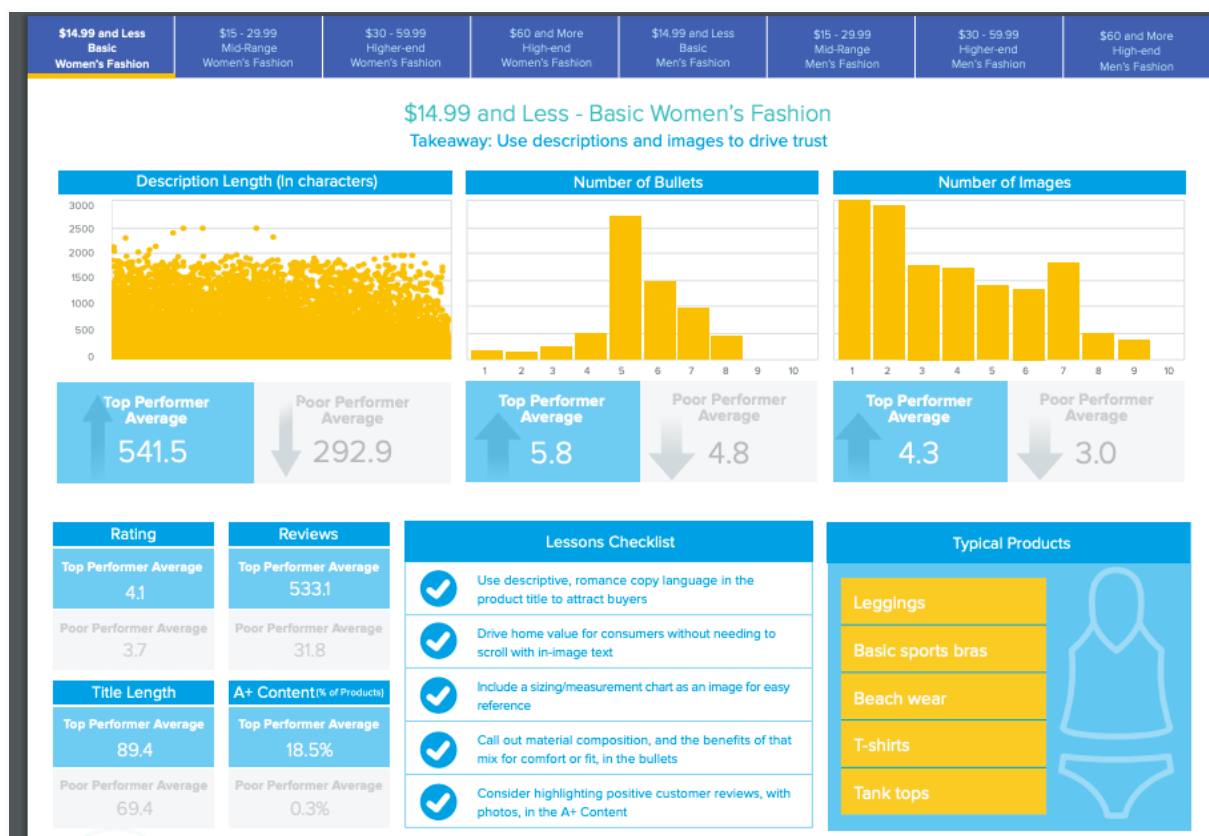 $14.99 and Less
Basic
Women's Fashion
$15 - 29.99
Mid-Range
Women's Fashion
$30 - 59.99
Higher-end
Women's Fashion
$60 and More
High-end
Women's Fashion
$14.99 and Less
Basic
Men's Fashion
$15 - 29.99
Mid-Range
Men's Fashion
$30 - 59.99
Higher-end
Men's Fashion
$60 and More
High-end
Men's Fashion
$14.99 and Less - Basic Women's Fashion
Takeaway: Use descriptions and images to drive trust
Description Length (In characters)
3000
2500
2000
1500
1000
500
0
Top Performer
Average
541.5
Poor Performer
Average
292.9
Number of Bullets
1 2 3 4 5 6 7 8 9 10
Top Performer
Average
5.8
Poor Performer
Average
4.8
Number of Images
1 2 3 4 5 6 7 8 9 10
Top Performer
Average
4.3
Poor Performer
Average
3.0
Rating
Top Performer Average
4.1
Poor Performer Average
3.7
Reviews
Top Performer Average
533.1
Poor Performer Average
31.8
Title Length
Top Performer Average
89.4
Poor Performer Average
69.4
A+ Content(% of Products)
Top Performer Average
18.5%
Poor Performer Average
0.3%
Lessons Checklist
Use descriptive, romance copy language in the
product title to attract buyers
Drive home value for consumers without needing to
scroll with in-image text
Include a sizing/measurement chart as an image for easy
reference
Call out material composition, and the benefits of that
mix for comfort or fit, in the bullets
Consider highlighting positive customer reviews, with
photos, in the A+ Content
Typical Products
Leggings
Basic sports bras
Beach wear
T-shirts
Tank tops